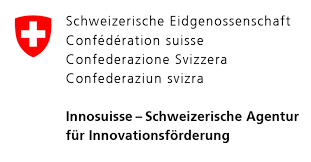 Schweizerische Eidgenossenschaft
Confédération suisse
Confederazione Svizzera
Confederaziun svizra
Innosuisse – Schweizerische Agentur
für Innovationsförderung